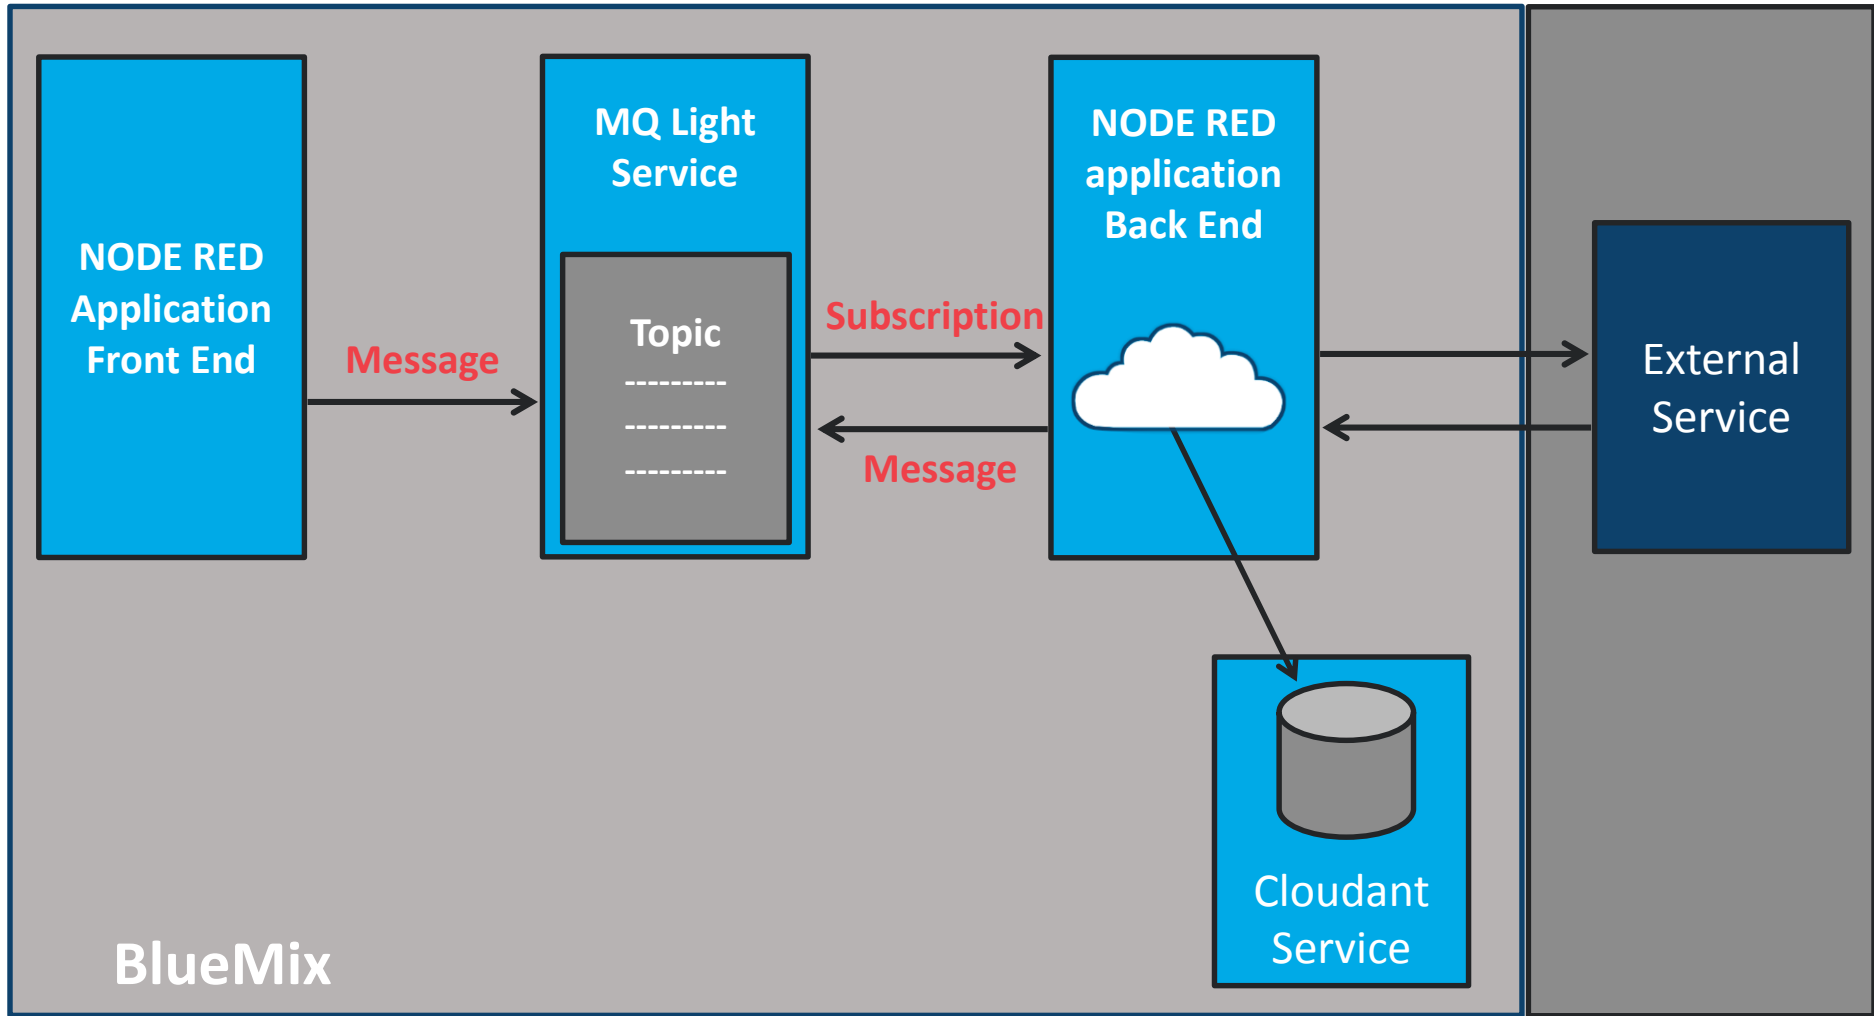 NODE RED
Application
Front End
Message
MQ Light
Service
Topic
---------
---------
---------
Subscription
Message
NODE RED
application
Back End
External
Service
Cloudant
Service
BlueMix